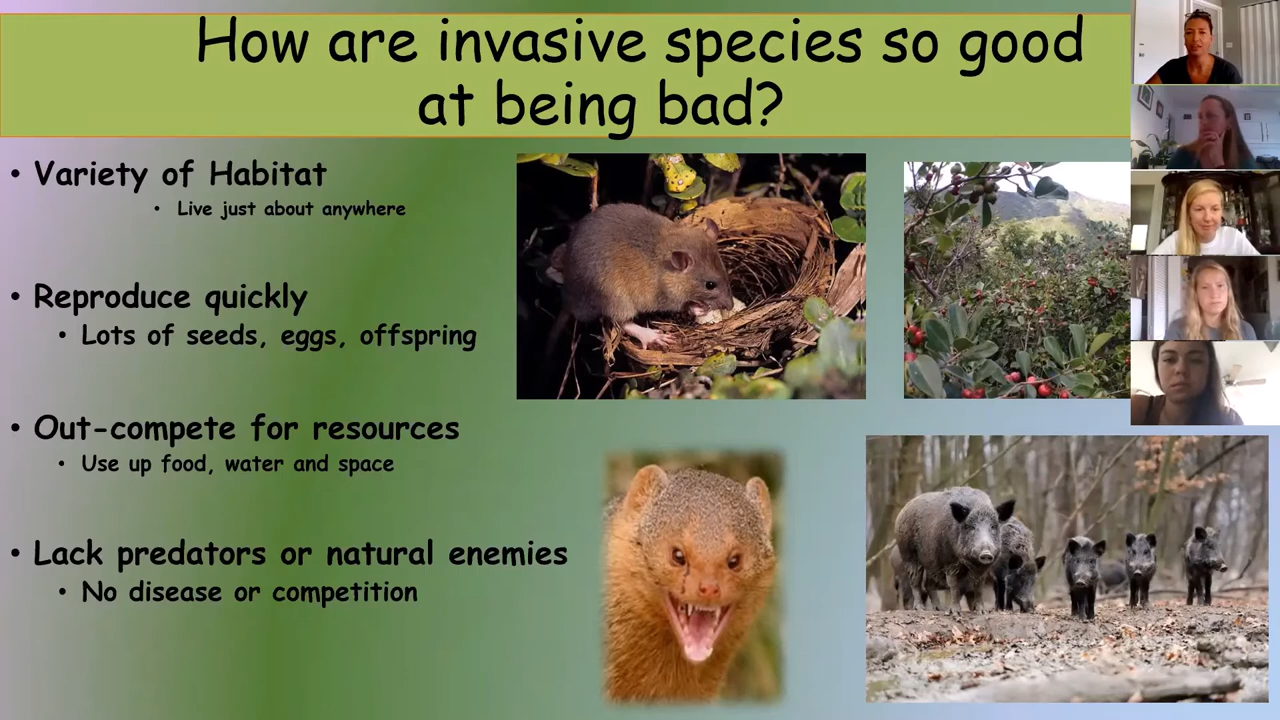 How are invasive species so good
at being bad?
• Variety of Habitat
• Live just about anywhere
• Reproduce quickly
• Lots of seeds, eggs, offspring
• Out-compete for resources
• Use up food, water and space
• Lack predators or natural enemies
• No disease or competition